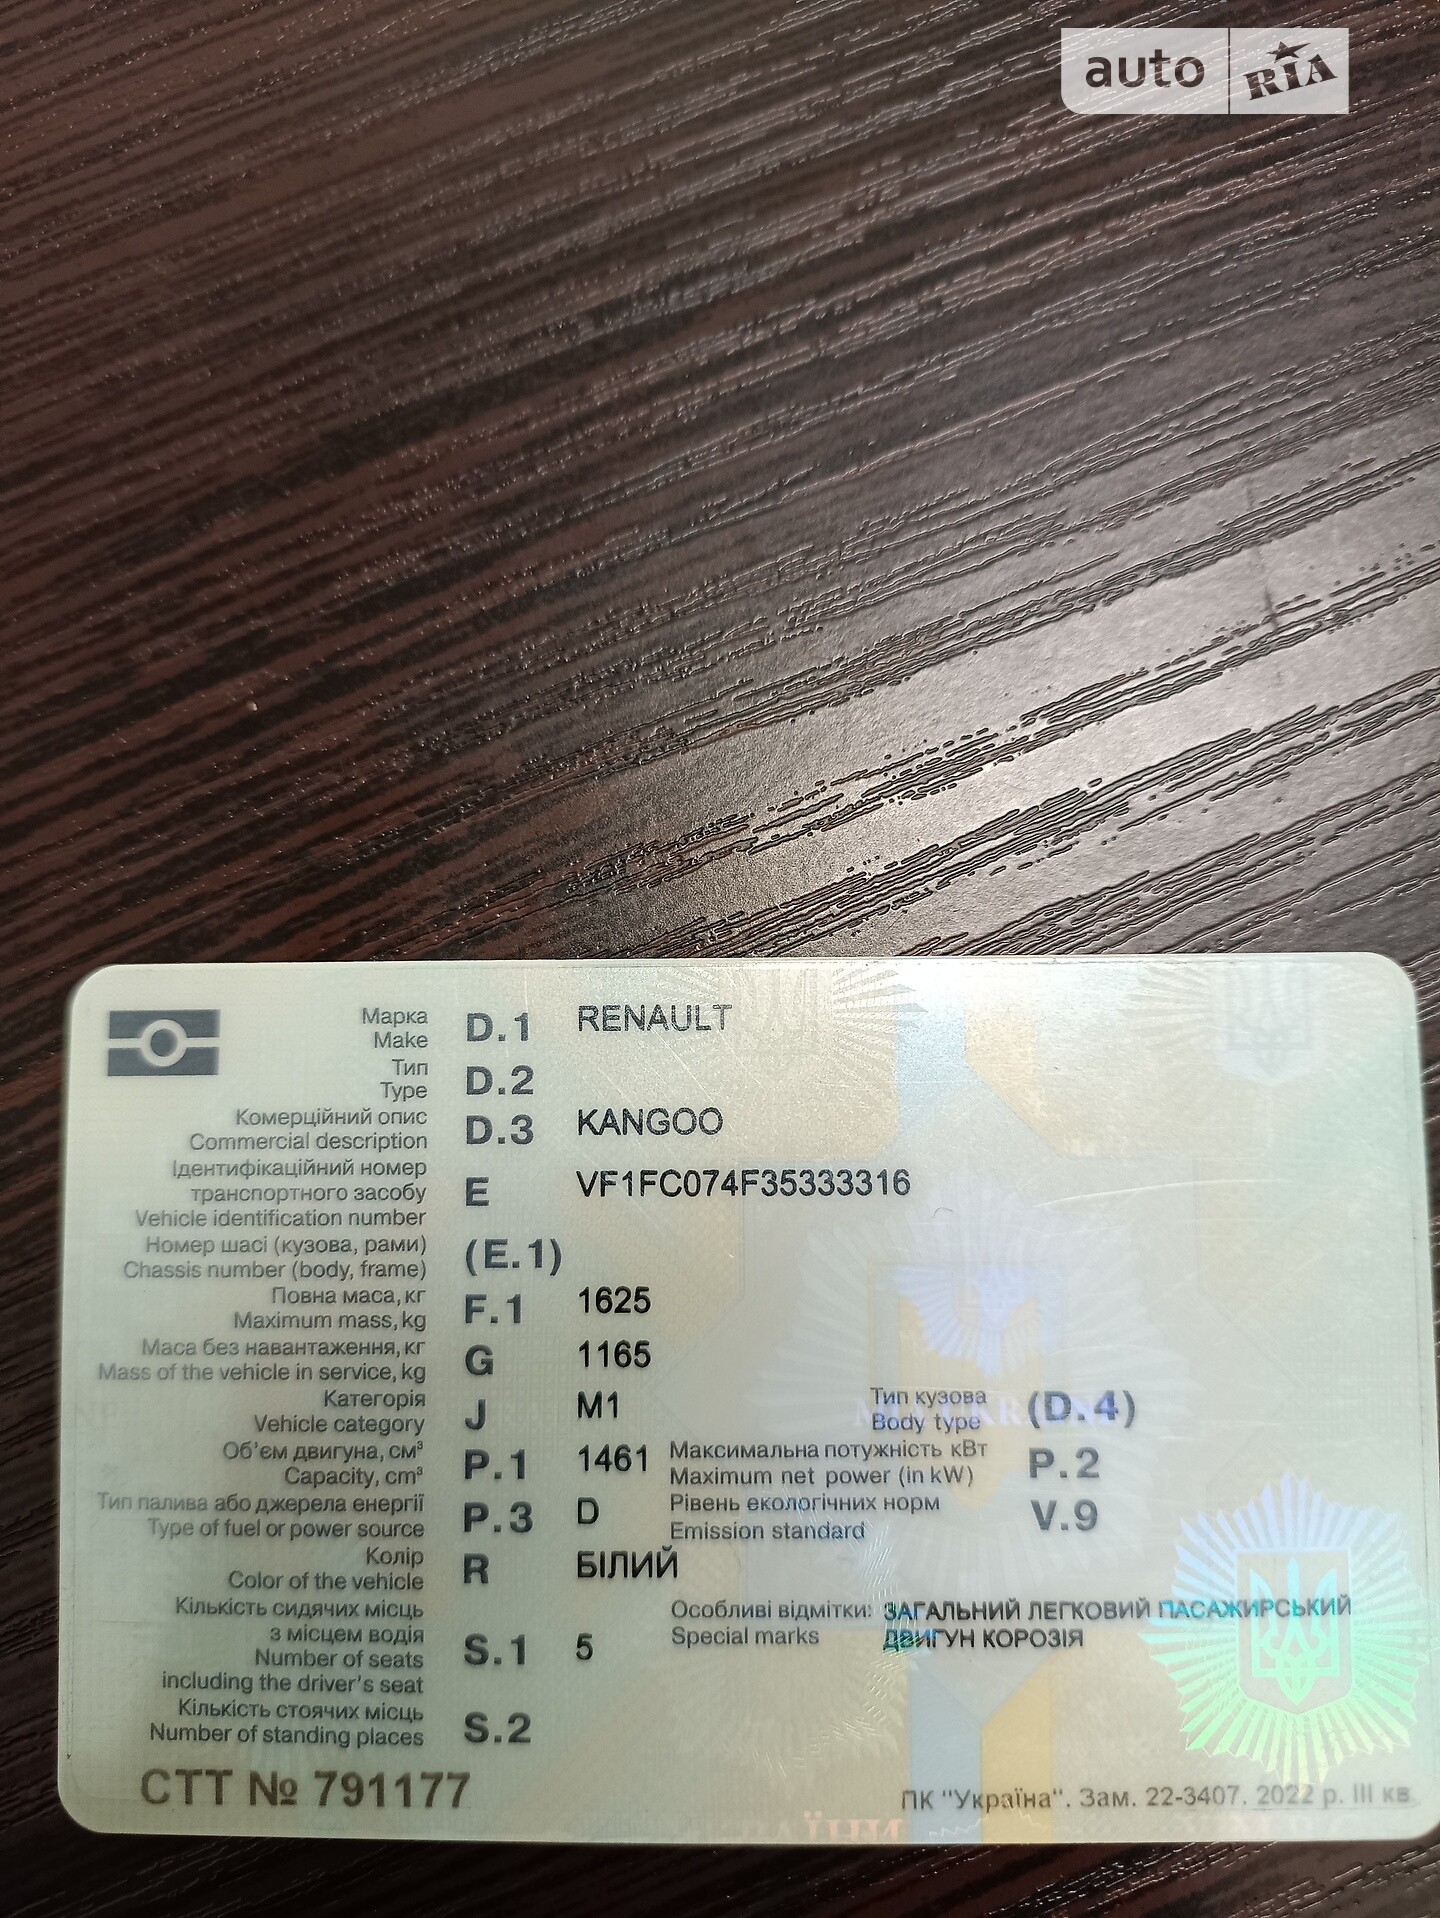 auto RIA
Марка D.1 RENAULT
Make
Тип D.2
Type
Комерційний опис D.3 KANGOO
Commercial description
Ідентифікаційний номер
транспортного засобу E VF1FC074F35333316
Vehicle identification number
Номер шасі (кузова, рами) (E.1)
Chassis number (body, frame)
Повна маса, кг F.1 1625
Maximum mass, kg
Маса без навантаження, кг G 1165
Mass of the vehicle in service, kg
Категорія J M1 Тип кузова (D.4)
Vehicle category Body type
Об'єм двигуна, см³ P.1 1461 Максимальна потужність кВт P.2
Capacity, cm³ Maximum net power (in kW)
Тип палива або джерела енергії P.3 D Рівень екологічних норм V.9
Type of fuel or power source Emission standard
Колір R БІЛИЙ
Color of the vehicle
Кількість сидячих місць Особливі відмітки: ЗАГАЛЬНИЙ ЛЕГКОВИЙ ПАСАЖИРСЬКИЙ
з місцем водія S.1 5 Special marks ДВИГУН КОРОЗІЯ
Number of seats
including the driver's seat
Кількість стоячих місць S.2
Number of standing places
СТТ № 791177
ПК "Україна". Зам. 22-3407. 2022 р. III кв.